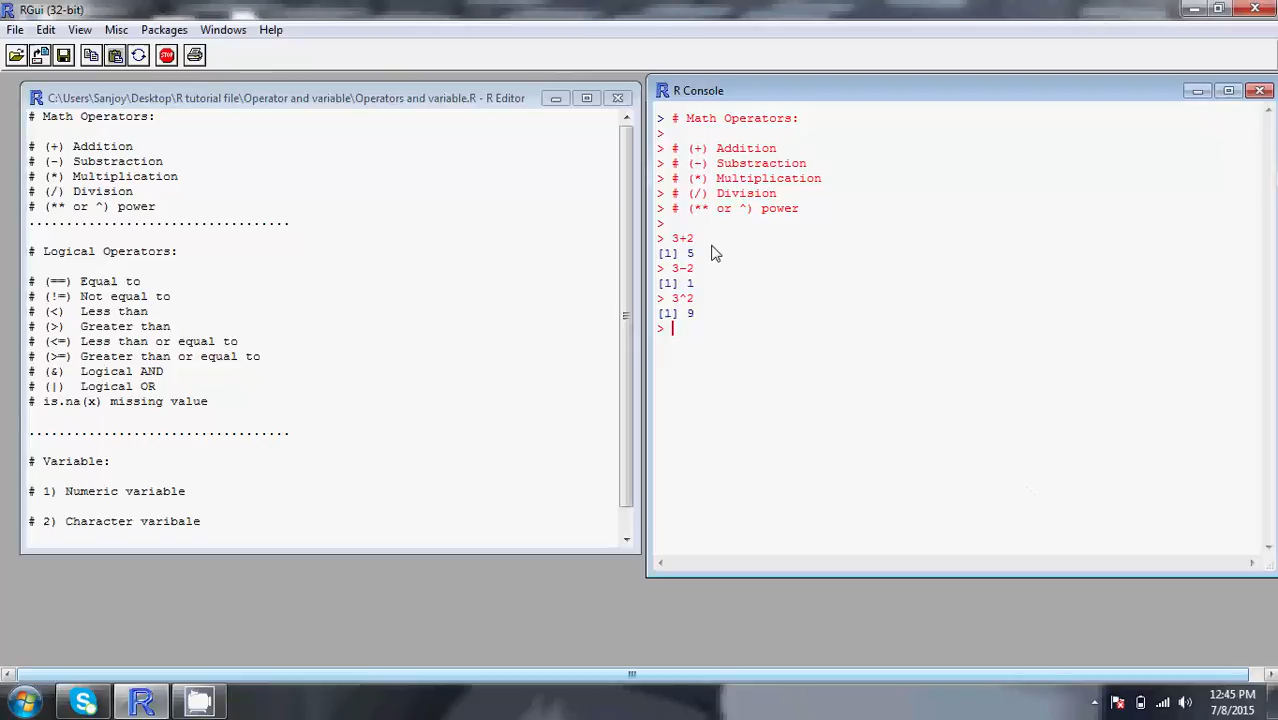 RGui (32-bit)
File Edit View Misc Packages Windows Help
STOP
C:\Users\Sanjoy\Desktop\R tutorial file\Operator and variable\Operators and variable.R - R Editor
# Math Operators:
# (+) Addition
# (-) Substraction
# (*) Multiplication
# (/) Division
# (** or ^) power
...................................
# Logical Operators:
# (==) Equal to
# (!=) Not equal to
# (<) Less than
# (>) Greater than
# (<=) Less than or equal to
# (>=) Greater than or equal to
# (&) Logical AND
# (|) Logical OR
# is.na(x) missing value
...................................
# Variable:
# 1) Numeric variable
# 2) Character varibale
R Console
> # Math Operators:
>
> # (+) Addition
> # (-) Substraction
> # (*) Multiplication
> # (/) Division
> # (** or ^) power
>
> 3+2
[1] 5
> 3-2
[1] 1
> 3^2
[1] 9
>
12:45 PM
7/8/2015